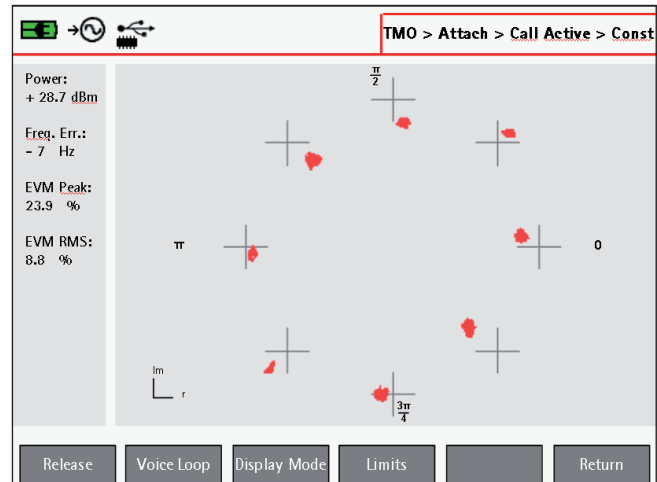 TMO > Attach > Call Active > Const
Power:
+ 28.7 dBm
Freq. Err.:
- 7 Hz
EVM Peak:
23.9 %
EVM RMS:
8.8 %
π
2
π
0
Im
r
3π
4
Release
Voice Loop
Display Mode
Limits
Return